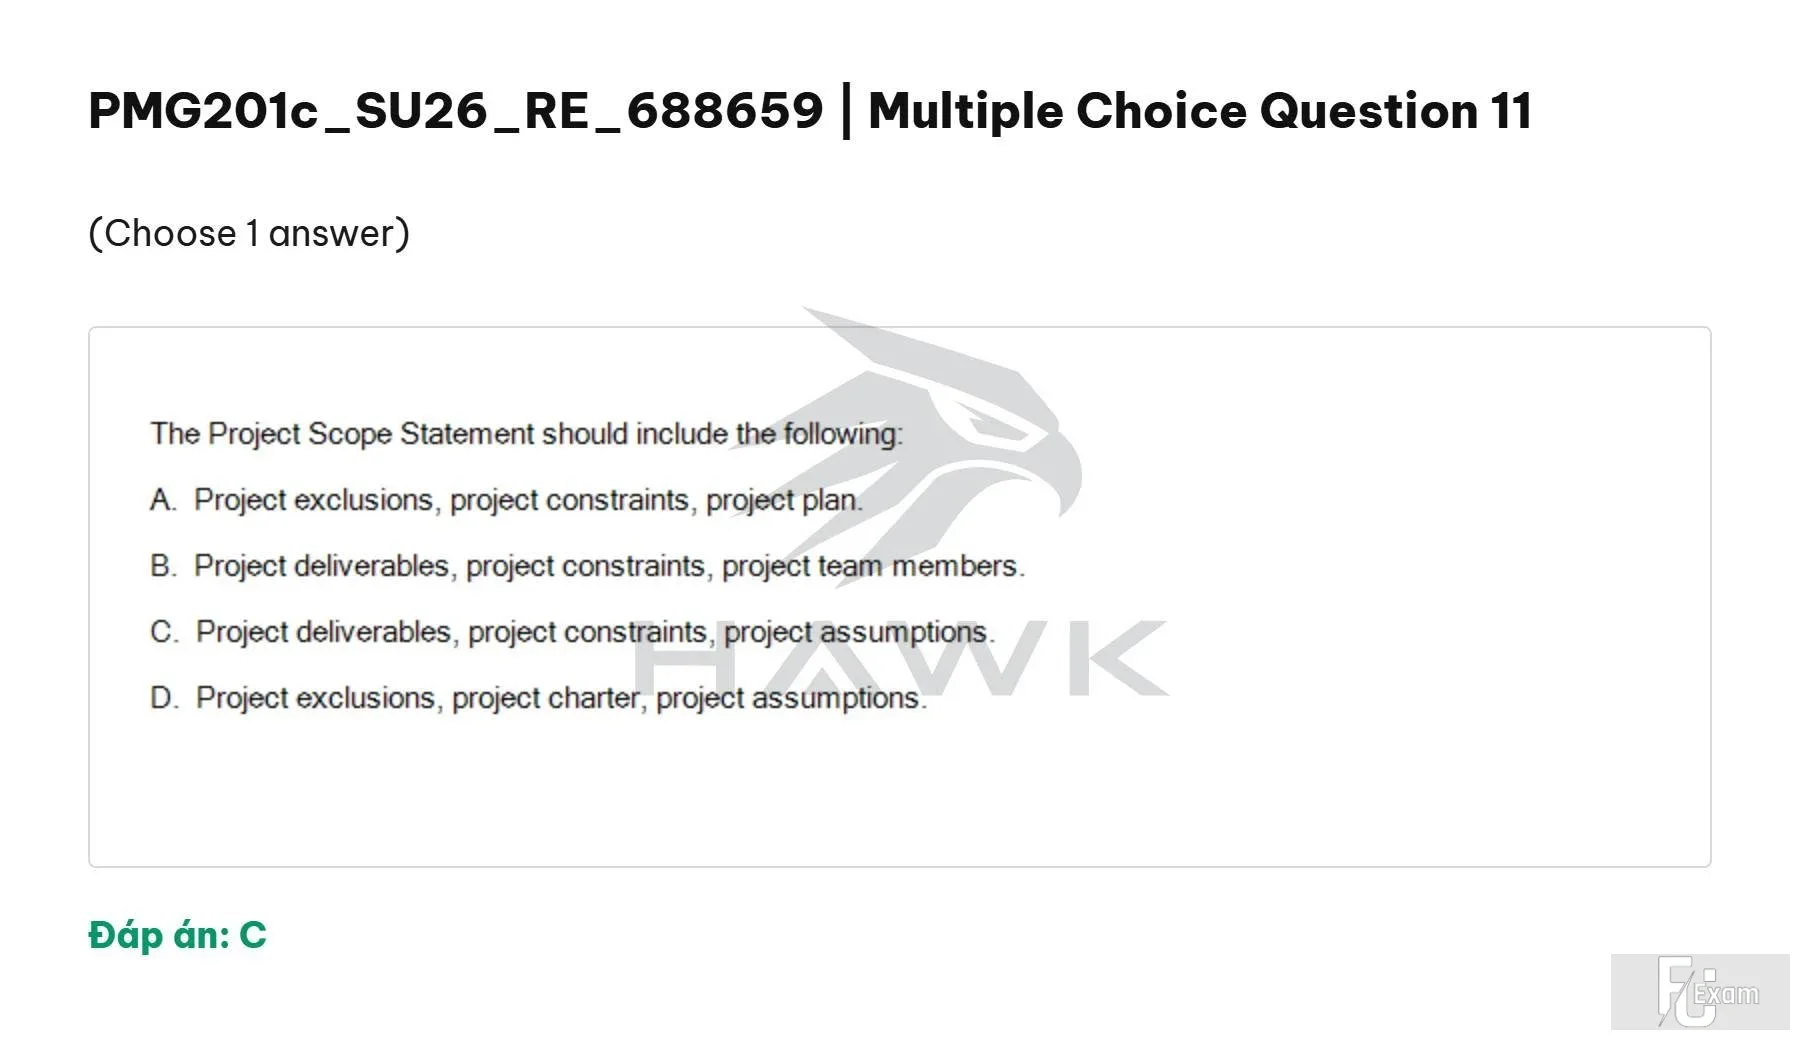 PMG201c_SU26_RE_688659 | Multiple Choice Question 11
(Choose 1 answer)
The Project Scope Statement should include the following:
A. Project exclusions, project constraints, project plan.
B. Project deliverables, project constraints, project team members.
C. Project deliverables, project constraints, project assumptions.
D. Project exclusions, project charter, project assumptions.
HAWK
Đáp án: C
FU Exam